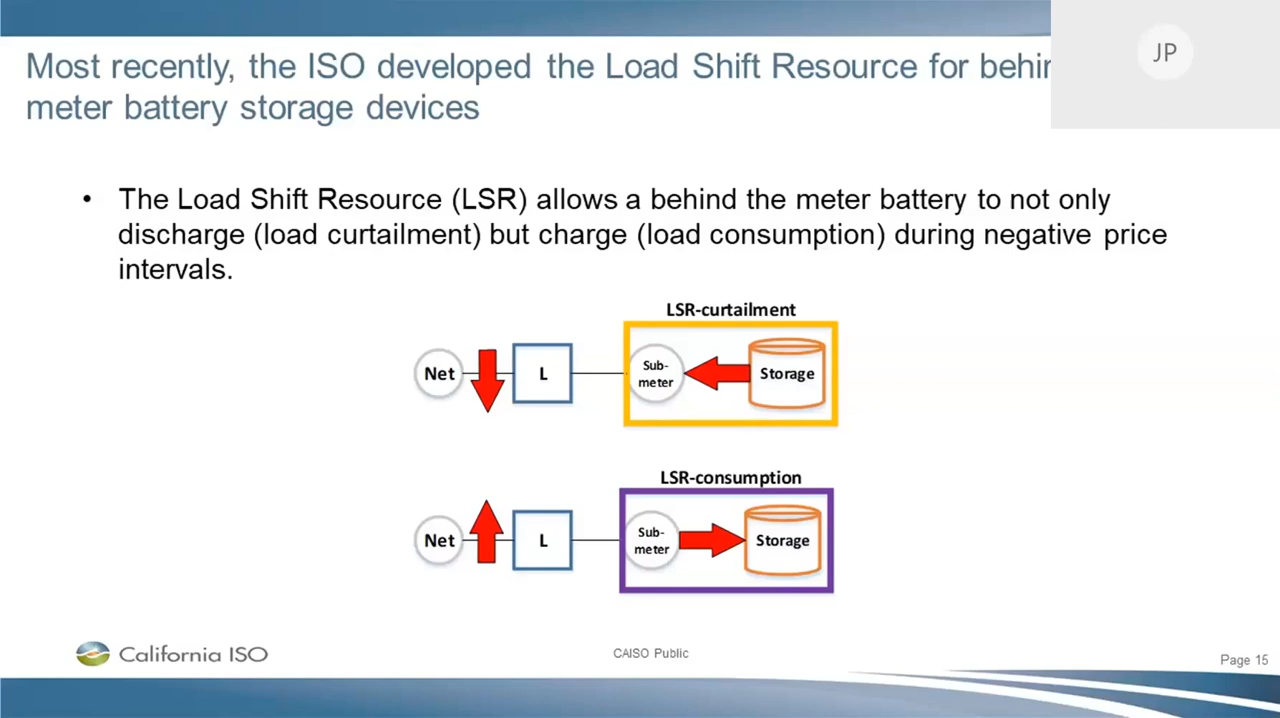 Most recently, the ISO developed the Load Shift Resource for
meter battery storage devices
JP
• The Load Shift Resource (LSR) allows a behind the meter battery to not only
discharge (load curtailment) but charge (load consumption) during negative price
intervals.
LSR-curtailment
Net
L
Sub-
meter
Storage
LSR-consumption
Net
L
Sub-
meter
Storage
California ISO
CAISO Public
Page 15